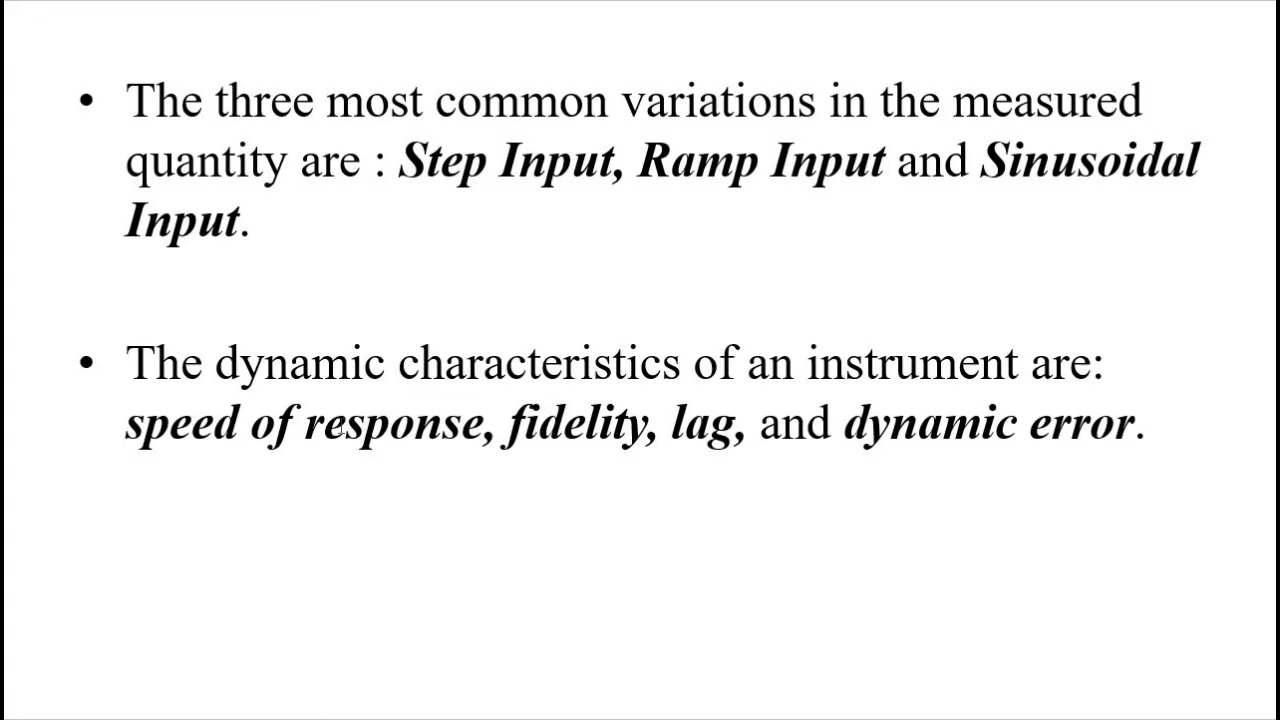 • The three most common variations in the measured
quantity are : Step Input, Ramp Input and Sinusoidal
Input.
• The dynamic characteristics of an instrument are:
speed of response, fidelity, lag, and dynamic error.